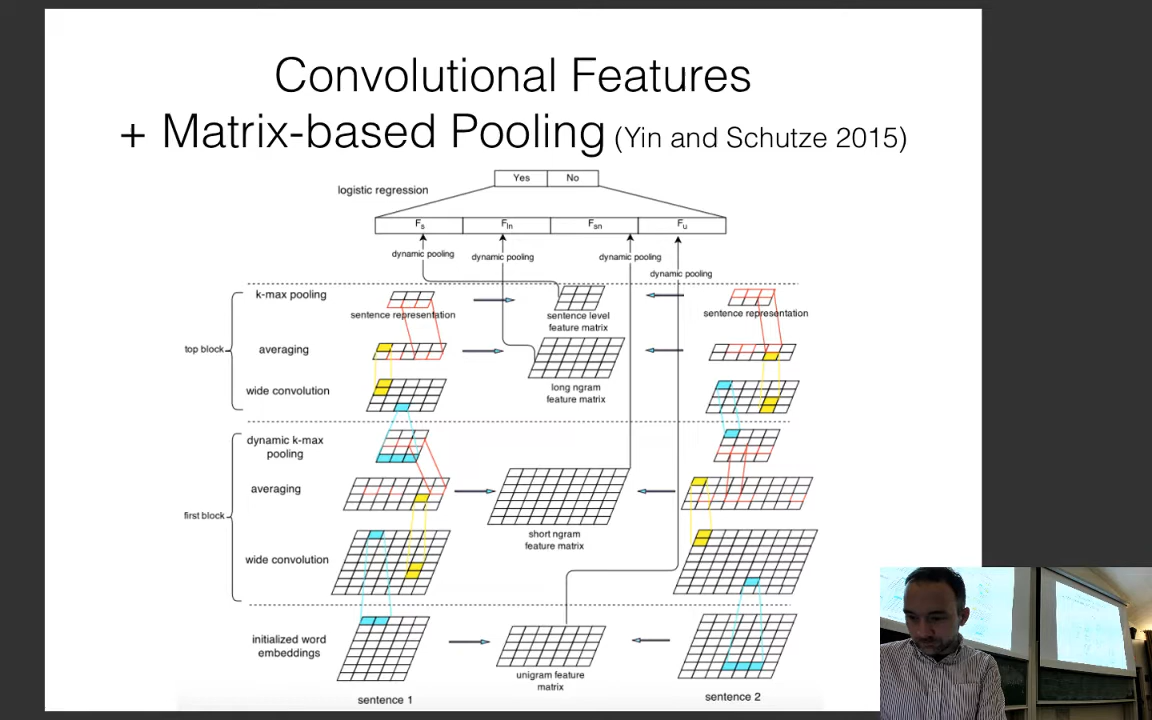 Convolutional Features
+ Matrix-based Pooling (Yin and Schutze 2015)
Yes No
logistic regression
Fs Fln Fsn Fu
dynamic pooling dynamic pooling dynamic pooling
dynamic pooling
k-max pooling
sentence representation
sentence level
feature matrix
sentence representation
top block
averaging
wide convolution
long ngram
feature matrix
dynamic k-max
pooling
averaging
first block
short ngram
feature matrix
wide convolution
initialized word
embeddings
unigram feature
matrix
sentence 1
sentence 2